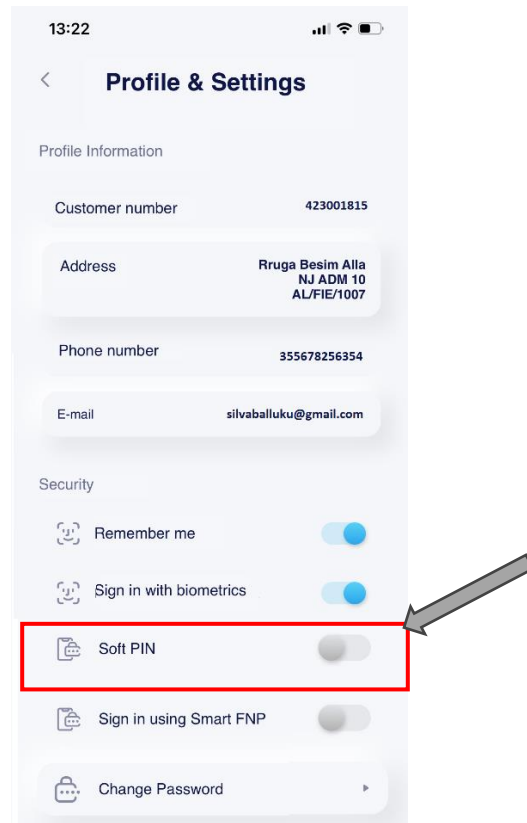 13:22
Profile & Settings
Profile Information
Customer number 423001815
Address Rruga Besim Alla
NJ ADM 10
AL/FIE/1007
Phone number 355678256354
E-mail silvaballuku@gmail.com
Security
Remember me
Sign in with biometrics
Soft PIN
Sign in using Smart FNP
Change Password